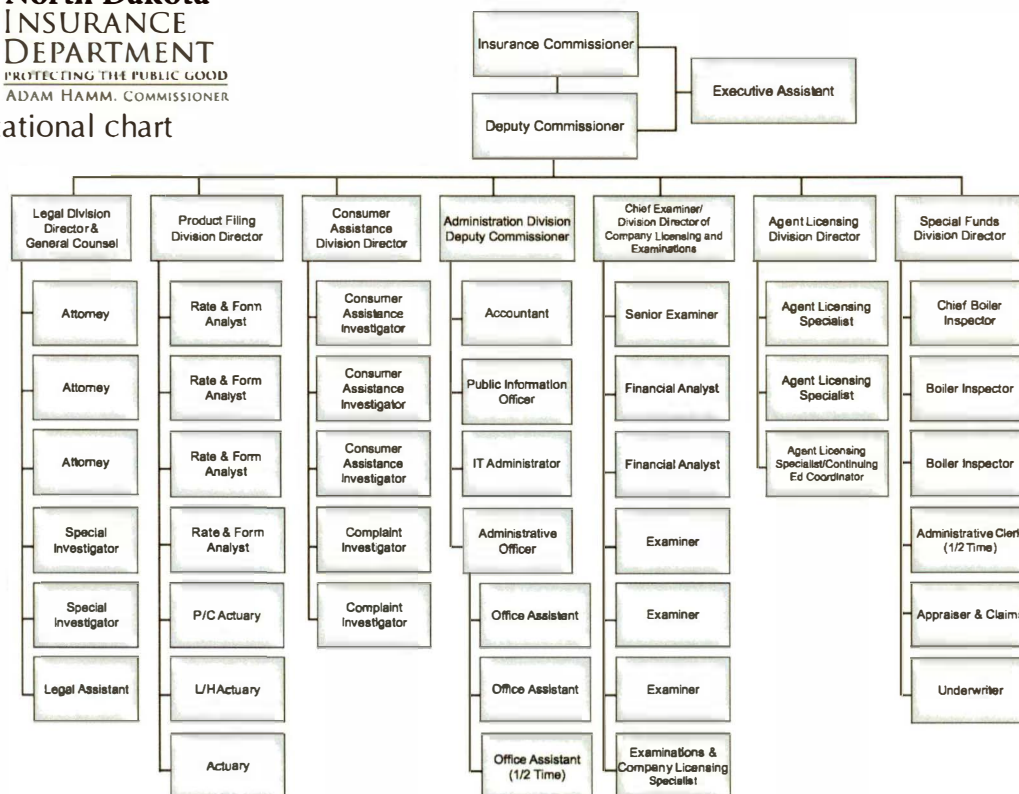 North Dakota
INSURANCE
DEPARTMENT
PROTECTING THE PUBLIC GOOD
ADAM HAMM. COMMISSIONER
ational chart
Insurance Commissioner
Executive Assistant
Deputy Commissioner
Legal Division
Director &
General Counsel
Attorney
Attorney
Attorney
Special
Investigator
Special
Investigator
Legal Assistant
Product Filing
Division Director
Rate & Form
Analyst
Rate & Form
Analyst
Rate & Form
Analyst
Rate & Form
Analyst
P/C Actuary
L/H Actuary
Actuary
Consumer
Assistance
Division Director
Consumer
Assistance
Investigator
Consumer
Assistance
Investigator
Consumer
Assistance
Investigator
Complaint
Investigator
Complaint
Investigator
Administration Division
Deputy Commissioner
Accountant
Public Information
Officer
IT Administrator
Administrative
Officer
Office Assistant
Office Assistant
Office Assistant
(1/2 Time)
Chief Examiner/
Division Director of
Company Licensing and
Examinations
Senior Examiner
Financial Analyst
Financial Analyst
Examiner
Examiner
Examiner
Examinations &
Company Licensing
Specialist
Agent Licensing
Division Director
Agent Licensing
Specialist
Agent Licensing
Specialist
Agent Licensing
Specialist/Continuing
Ed Coordinator
Special Funds
Division Director
Chief Boiler
Inspector
Boiler Inspector
Boiler Inspector
Administrative Clerk
(1/2 Time)
Appraiser & Claims
Underwriter